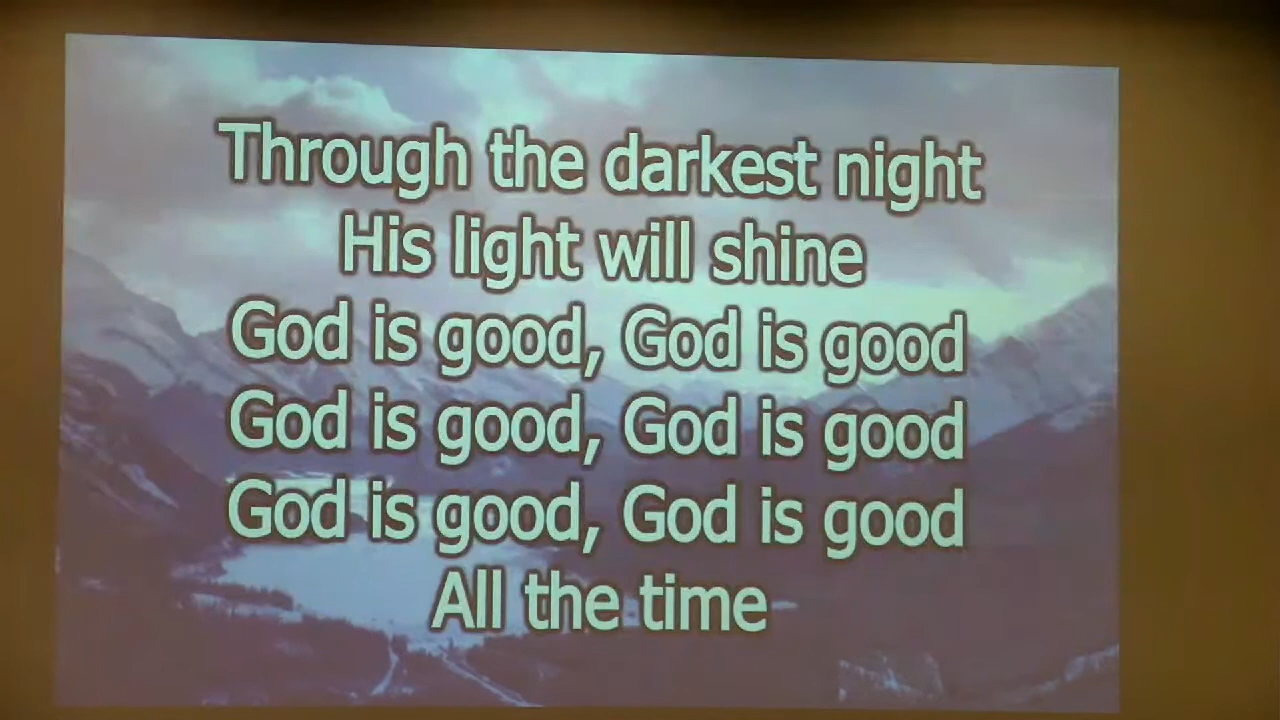 Through the darkest night
His light will shine
God is good, God is good
God is good, God is good
God is good, God is good
All the time